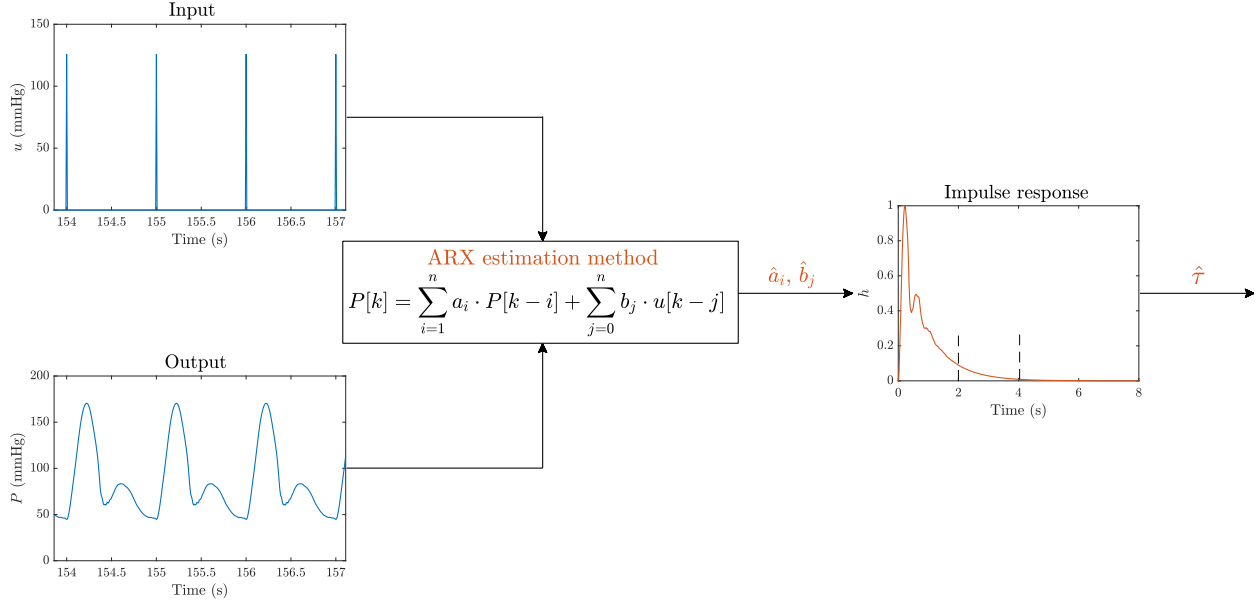 Input
150
100
50
0
u (mmHg)
154 154.5 155 155.5 156 156.5 157
Time (s)
ARX estimation method
P[k] = \sum_{i=1}^{n} a_i · P[k − i] + \sum_{j=0}^{n} b_j · u[k − j]
â_i, b̂_j
Impulse response
1
0.8
0.6
0.4
0.2
0
h
0 2 4 6 8
Time (s)
τ̂
Output
200
150
100
50
0
P (mmHg)
154 154.5 155 155.5 156 156.5 157
Time (s)